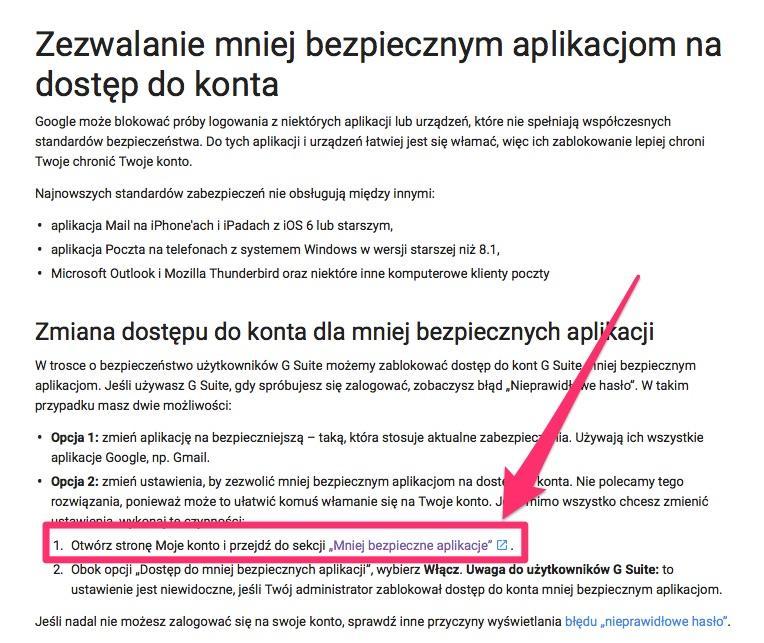 Zezwalanie mniej bezpiecznym aplikacjom na
dostęp do konta
Google może blokować próby logowania z niektórych aplikacji lub urządzeń, które nie spełniają współczesnych
standardów bezpieczeństwa. Do tych aplikacji i urządzeń łatwiej jest się włamać, więc ich zablokowanie lepiej chroni
Twoje chronić Twoje konto.
Najnowszych standardów zabezpieczeń nie obsługują między innymi:
• aplikacja Mail na iPhone'ach i iPadach z iOS 6 lub starszym,
• aplikacja Poczta na telefonach z systemem Windows w wersji starszej niż 8.1,
• Microsoft Outlook i Mozilla Thunderbird oraz niektóre inne komputerowe klienty poczty
Zmiana dostępu do konta dla mniej bezpiecznych aplikacji
W trosce o bezpieczeństwo użytkowników G Suite możemy zablokować dostęp do kont G Suite mniej bezpiecznym
aplikacjom. Jeśli używasz G Suite, gdy spróbujesz się zalogować, zobaczysz błąd „Nieprawidłowe hasło”. W takim
przypadku masz dwie możliwości:
• Opcja 1: zmień aplikację na bezpieczniejszą – taką, która stosuje aktualne zabezpieczenia. Używają ich wszystkie
aplikacje Google, np. Gmail.
• Opcja 2: zmień ustawienia, by zezwolić mniej bezpiecznym aplikacjom na dostęp do konta. Nie polecamy tego
rozwiązania, ponieważ może to ułatwić komuś włamanie się na Twoje konto. Jeśli mimo wszystko chcesz zmienić
ustawienia, wykonaj te czynności:
1. Otwórz stronę Moje konto i przejdź do sekcji „Mniej bezpieczne aplikacje” .
2. Obok opcji „Dostęp do mniej bezpiecznych aplikacji”, wybierz Włącz. Uwaga do użytkowników G Suite: to
ustawienie jest niewidoczne, jeśli Twój administrator zablokował dostęp do konta mniej bezpiecznym aplikacjom.
Jeśli nadal nie możesz zalogować się na swoje konto, sprawdź inne przyczyny wyświetlania błędu „nieprawidłowe hasło”.